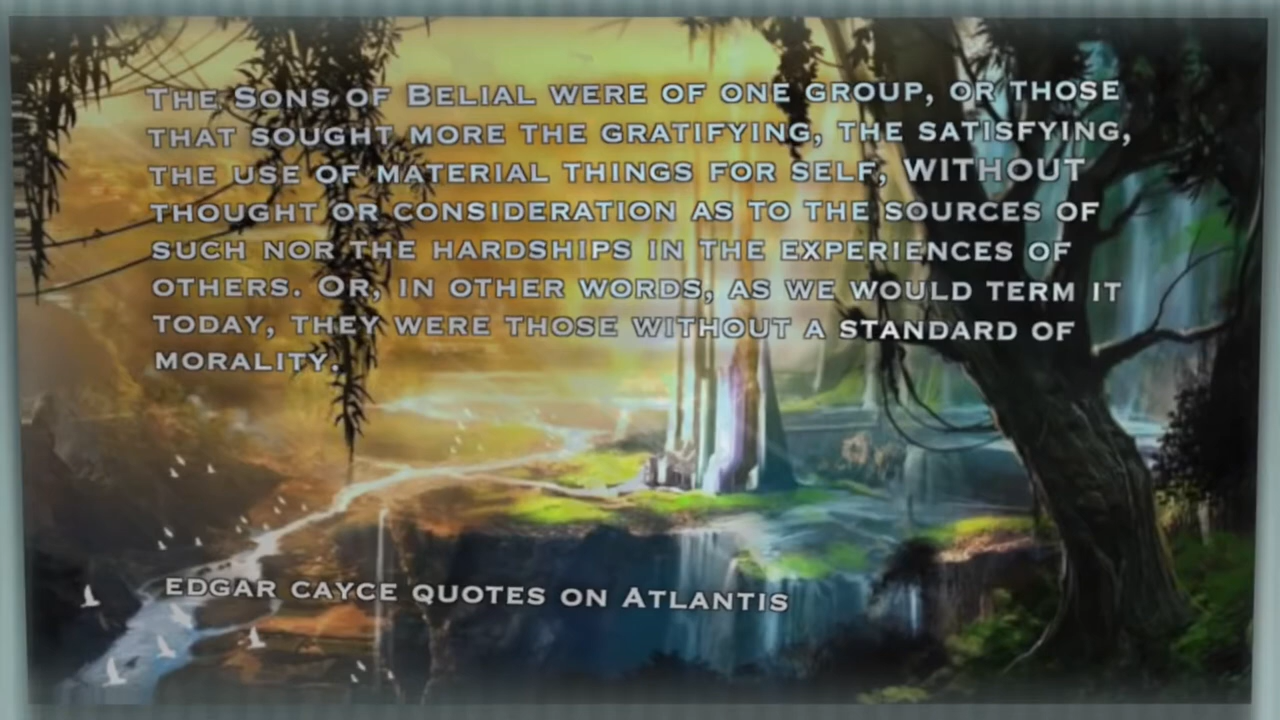 The Sons of Belial were of one group, or those
that sought more the gratifying, the satisfying,
the use of material things for self, WITHOUT
thought or consideration as to the sources of
such nor the hardships in the experiences of
others. Or, in other words, as we would term it
today, they were those without a standard of
morality.
edgar cayce quotes on Atlantis